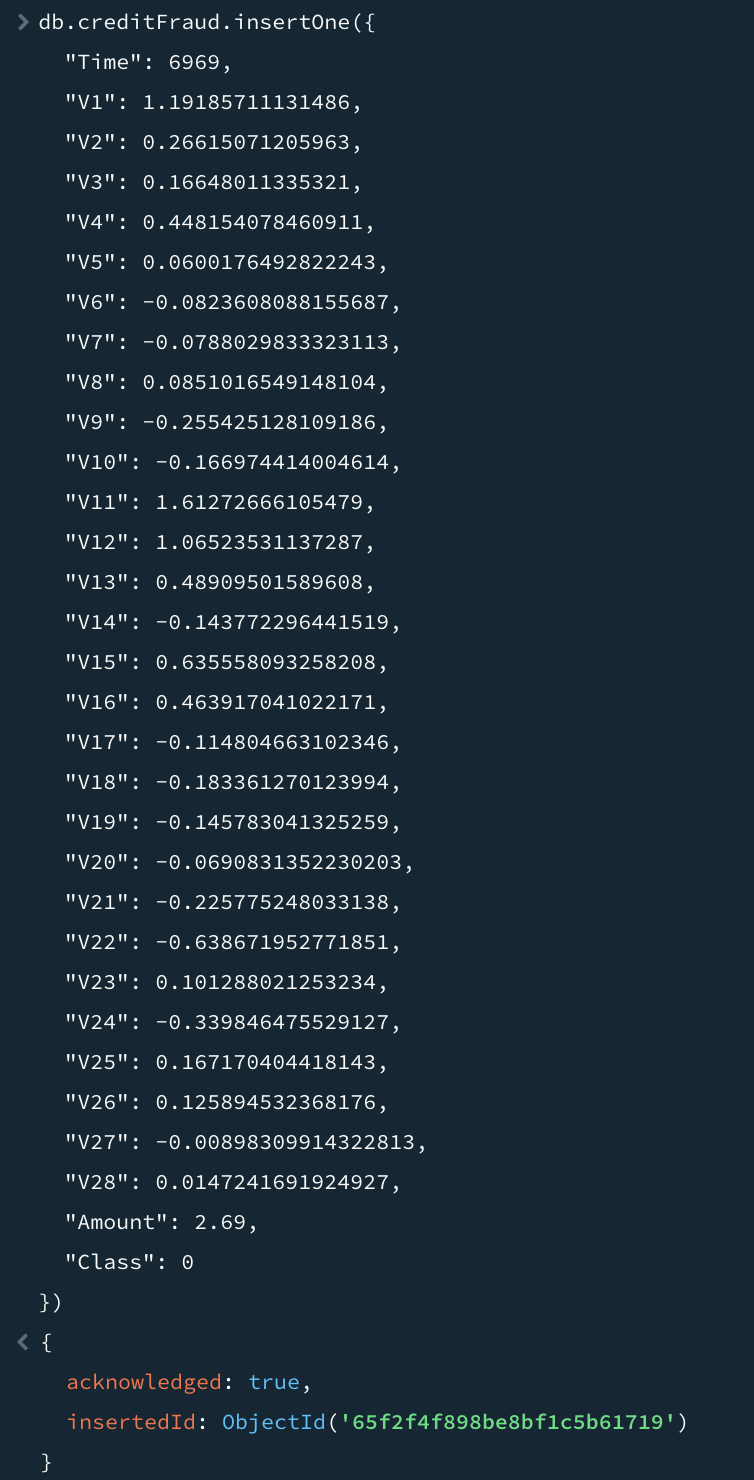 db.creditFraud.insertOne({
"Time": 6969,
"V1": 1.19185711131486,
"V2": 0.26615071205963,
"V3": 0.16648011335321,
"V4": 0.448154078460911,
"V5": 0.0600176492822243,
"V6": -0.0823608088155687,
"V7": -0.0788029833323113,
"V8": 0.0851016549148104,
"V9": -0.255425128109186,
"V10": -0.166974414004614,
"V11": 1.61272666105479,
"V12": 1.06523531137287,
"V13": 0.48909501589608,
"V14": -0.143772296441519,
"V15": 0.635558093258208,
"V16": 0.463917041022171,
"V17": -0.114804663102346,
"V18": -0.183361270123994,
"V19": -0.145783041325259,
"V20": -0.0690831352230203,
"V21": -0.225775248033138,
"V22": -0.638671952771851,
"V23": 0.101288021253234,
"V24": -0.339846475529127,
"V25": 0.167170404418143,
"V26": 0.125894532368176,
"V27": -0.00898309914322813,
"V28": 0.0147241691924927,
"Amount": 2.69,
"Class": 0
})
{
acknowledged: true,
insertedId: ObjectId('65f2f4f898be8bf1c5b61719')
}